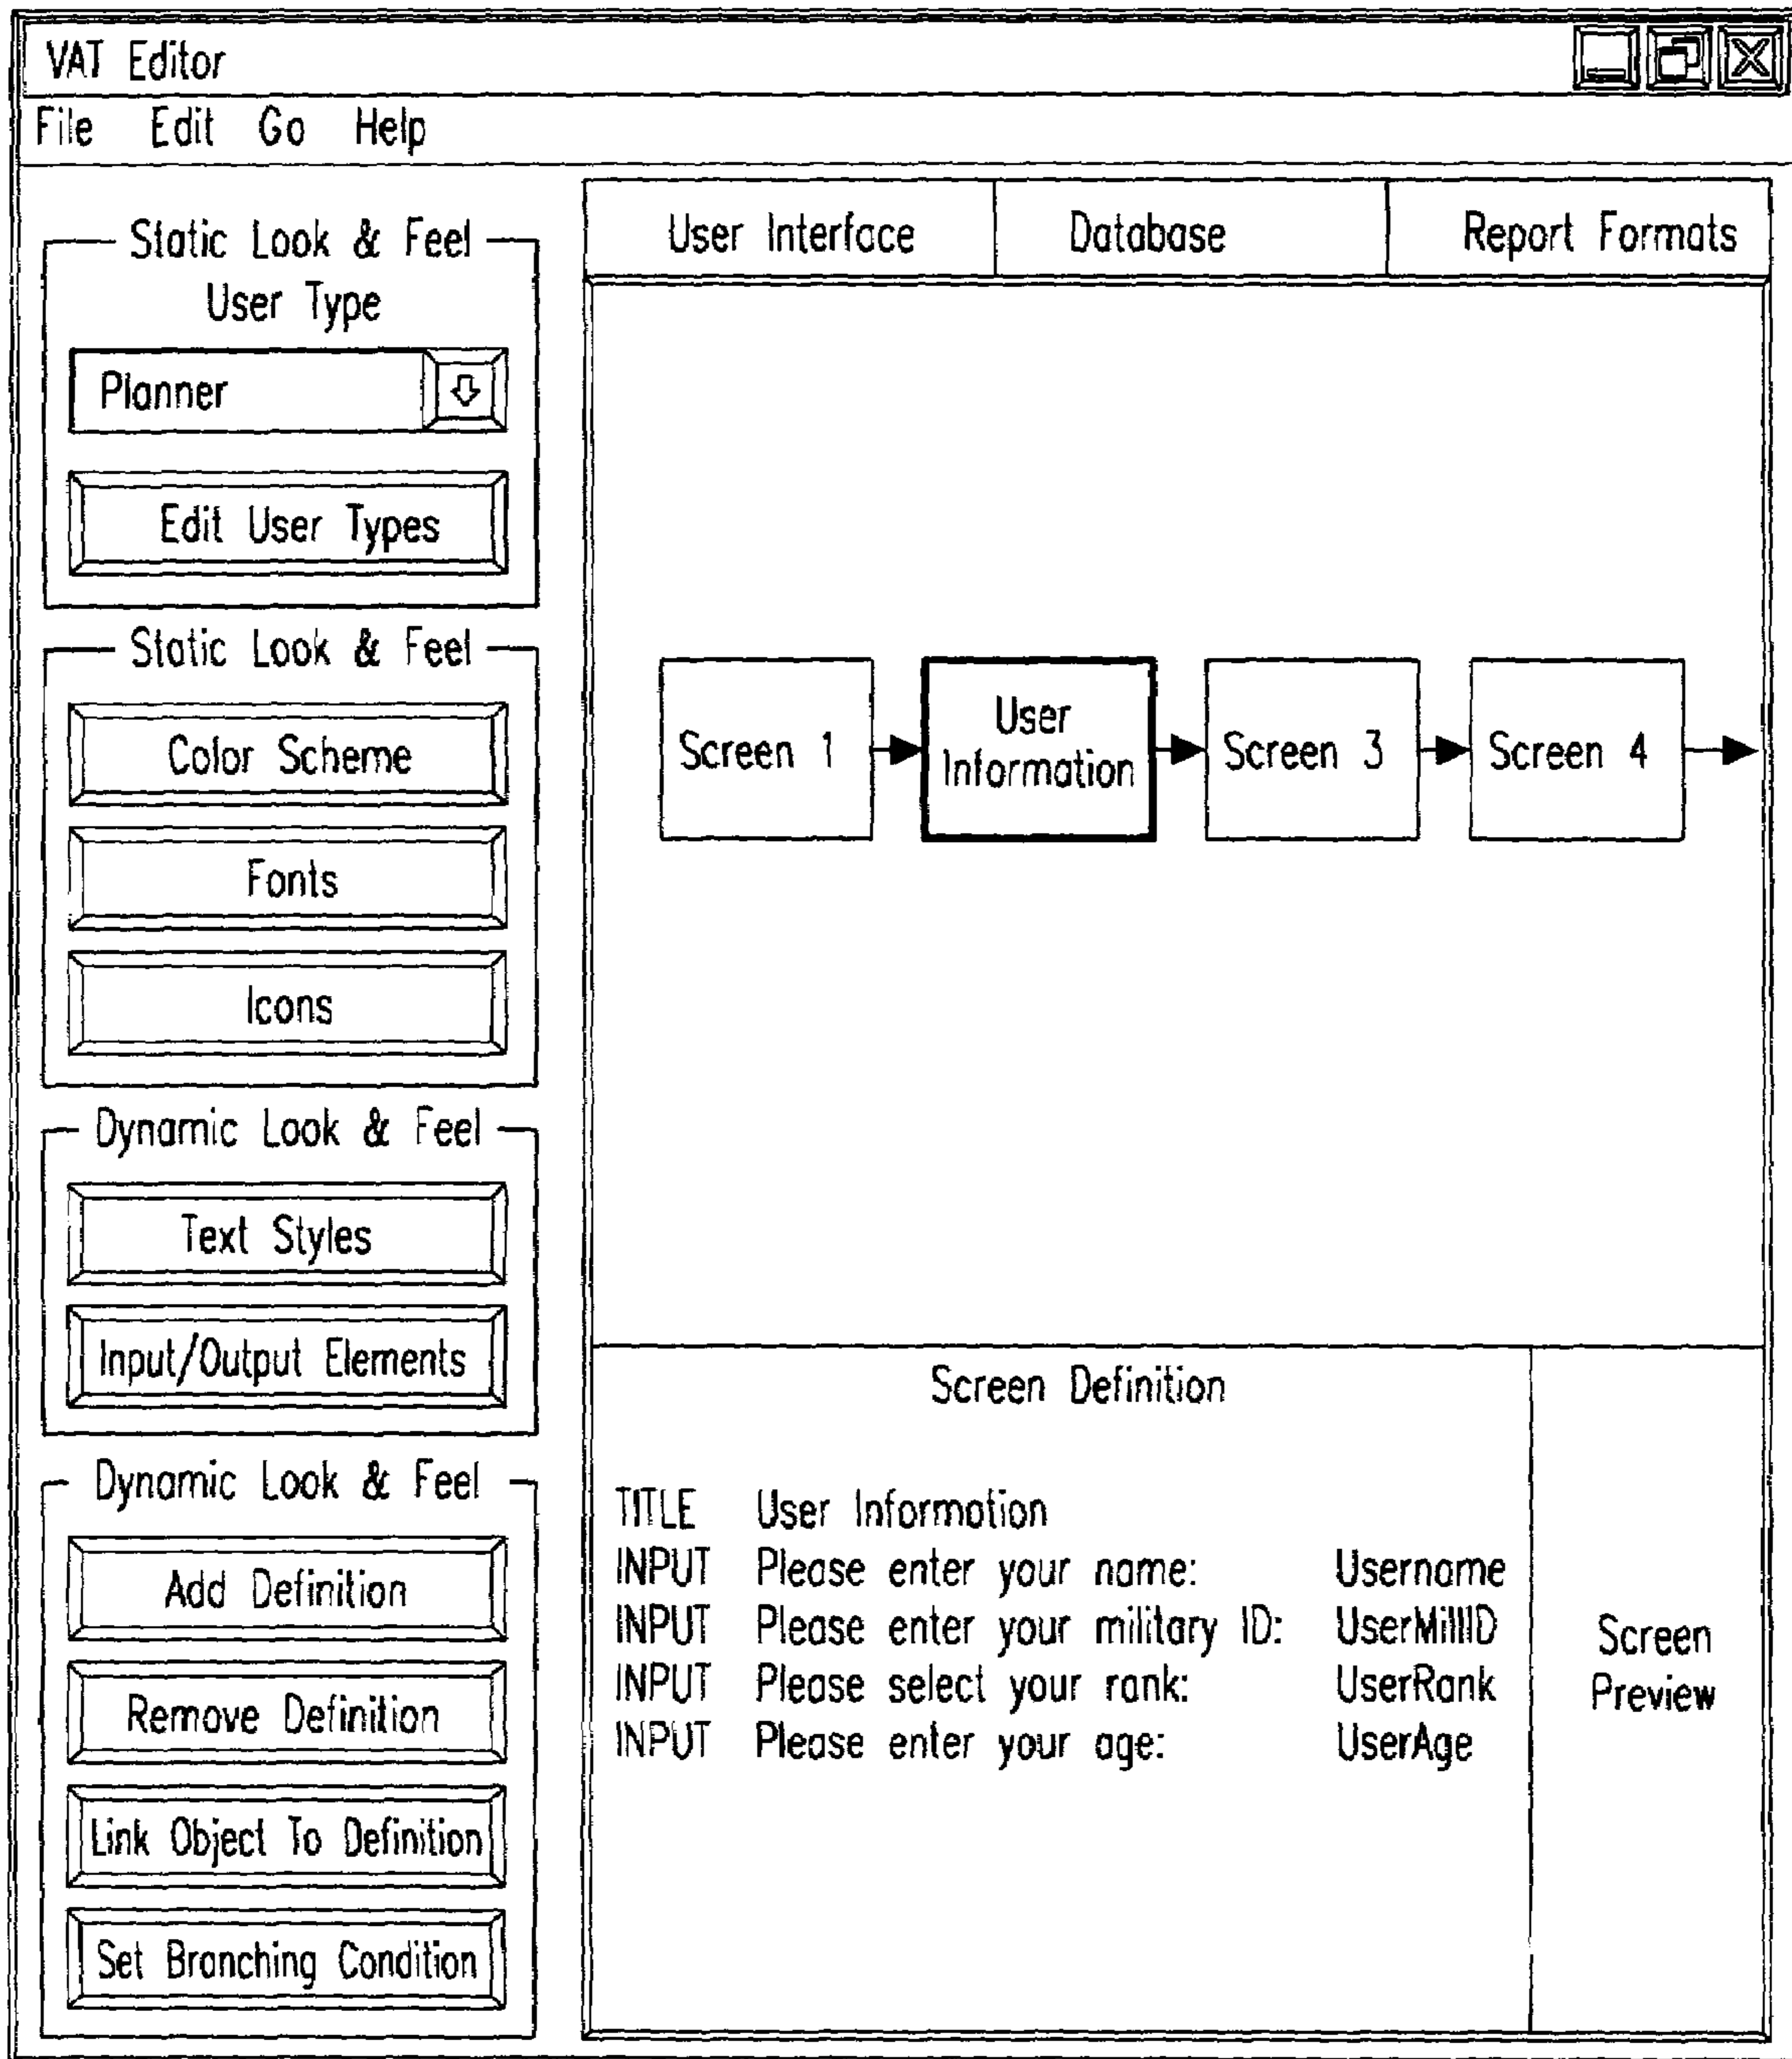 VAT Editor
File Edit Go Help
Static Look & Feel
User Type
Planner
Edit User Types
Static Look & Feel
Color Scheme
Fonts
Icons
Dynamic Look & Feel
Text Styles
Input/Output Elements
Dynamic Look & Feel
Add Definition
Remove Definition
Link Object To Definition
Set Branching Condition
User Interface Database Report Formats
Screen 1
User
Information
Screen 3
Screen 4
Screen Definition
TITLE User Information
INPUT Please enter your name: Username
INPUT Please enter your military ID: UserMillID
INPUT Please select your rank: UserRank
INPUT Please enter your age: UserAge
Screen
Preview